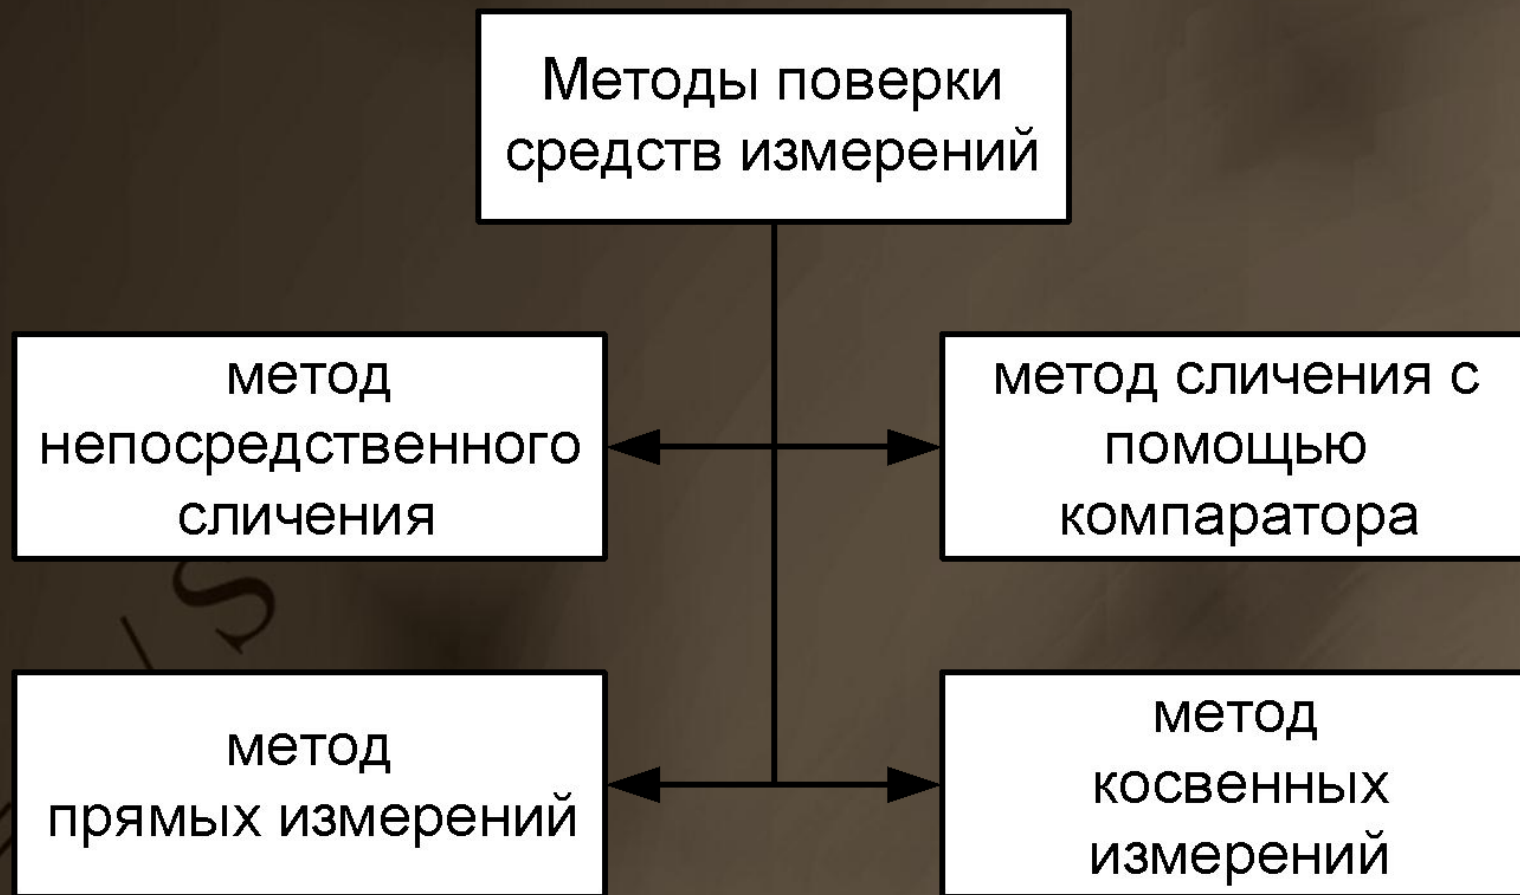 Методы поверки
средств измерений
метод
непосредственного
сличения
метод сличения с
помощью
компаратора
S
метод
прямых измерений
метод
косвенных
измерений